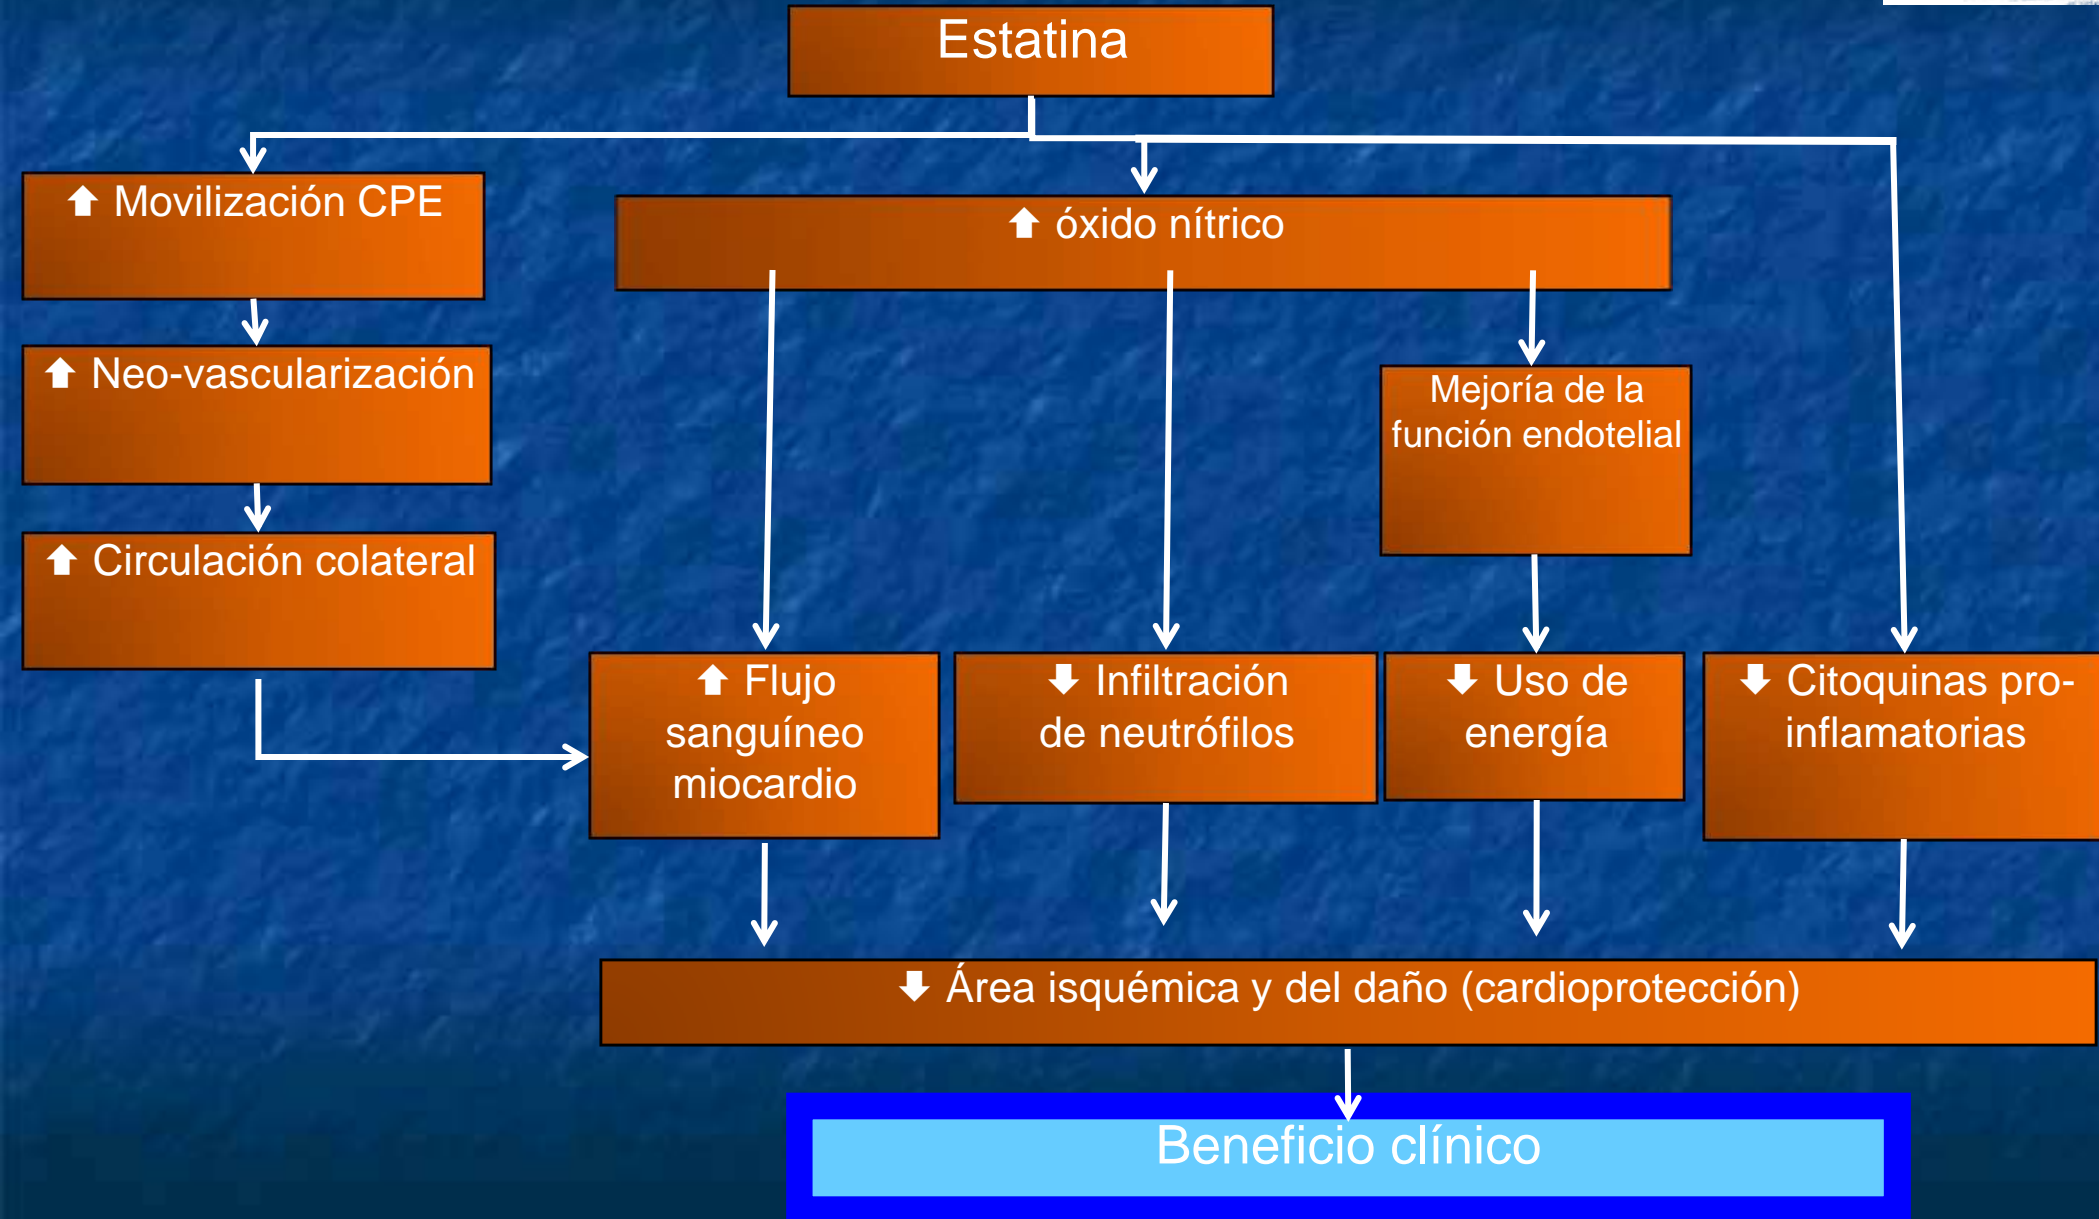 Estatina
⬆ Movilización CPE
⬆ óxido nítrico
⬆ Neo-vascularización
Mejoría de la
función endotelial
⬆ Circulación colateral
⬆ Flujo
sanguíneo
miocardio
⬇ Infiltración
de neutrófilos
⬇ Uso de
energía
⬇ Citoquinas pro-
inflamatorias
⬇ Área isquémica y del daño (cardioprotección)
Beneficio clínico